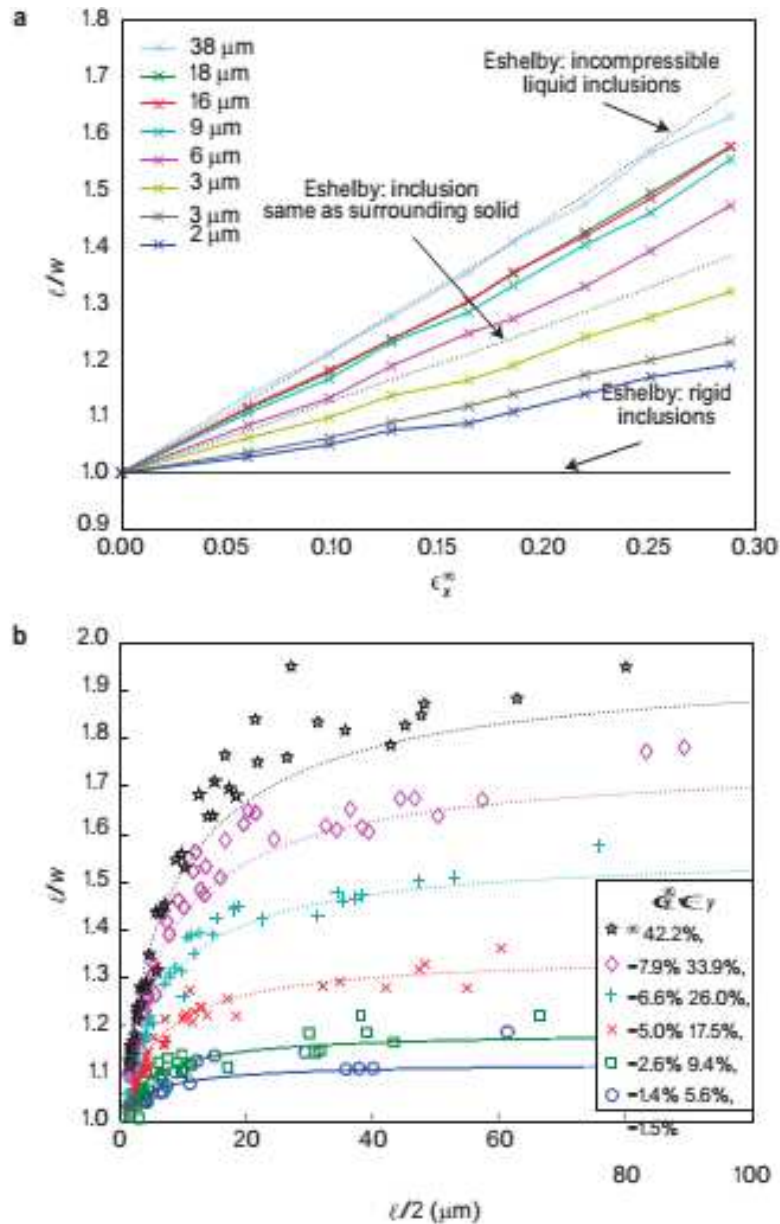 a
1.8
1.7
1.6
1.5
1.4
1.3
1.2
1.1
1.0
0.9
ℓ/w
38 μm
18 μm
16 μm
9 μm
6 μm
3 μm
3 μm
2 μm
Eshelby: incompressible
liquid inclusions
Eshelby: inclusion
same as surrounding solid
Eshelby: rigid
inclusions
0.00 0.05 0.10 0.15 0.20 0.25 0.30
ϵ∞x
b
2.0
1.9
1.8
1.7
1.6
1.5
1.4
1.3
1.2
1.1
1.0
ℓ/w
∞ 42.2%,
=7.9% 33.9%,
=6.6% 26.0%,
=5.0% 17.5%,
=2.6% 9.4%,
=1.4% 5.6%,
=1.5%
0 20 40 60 80 100
ℓ/2 (μm)